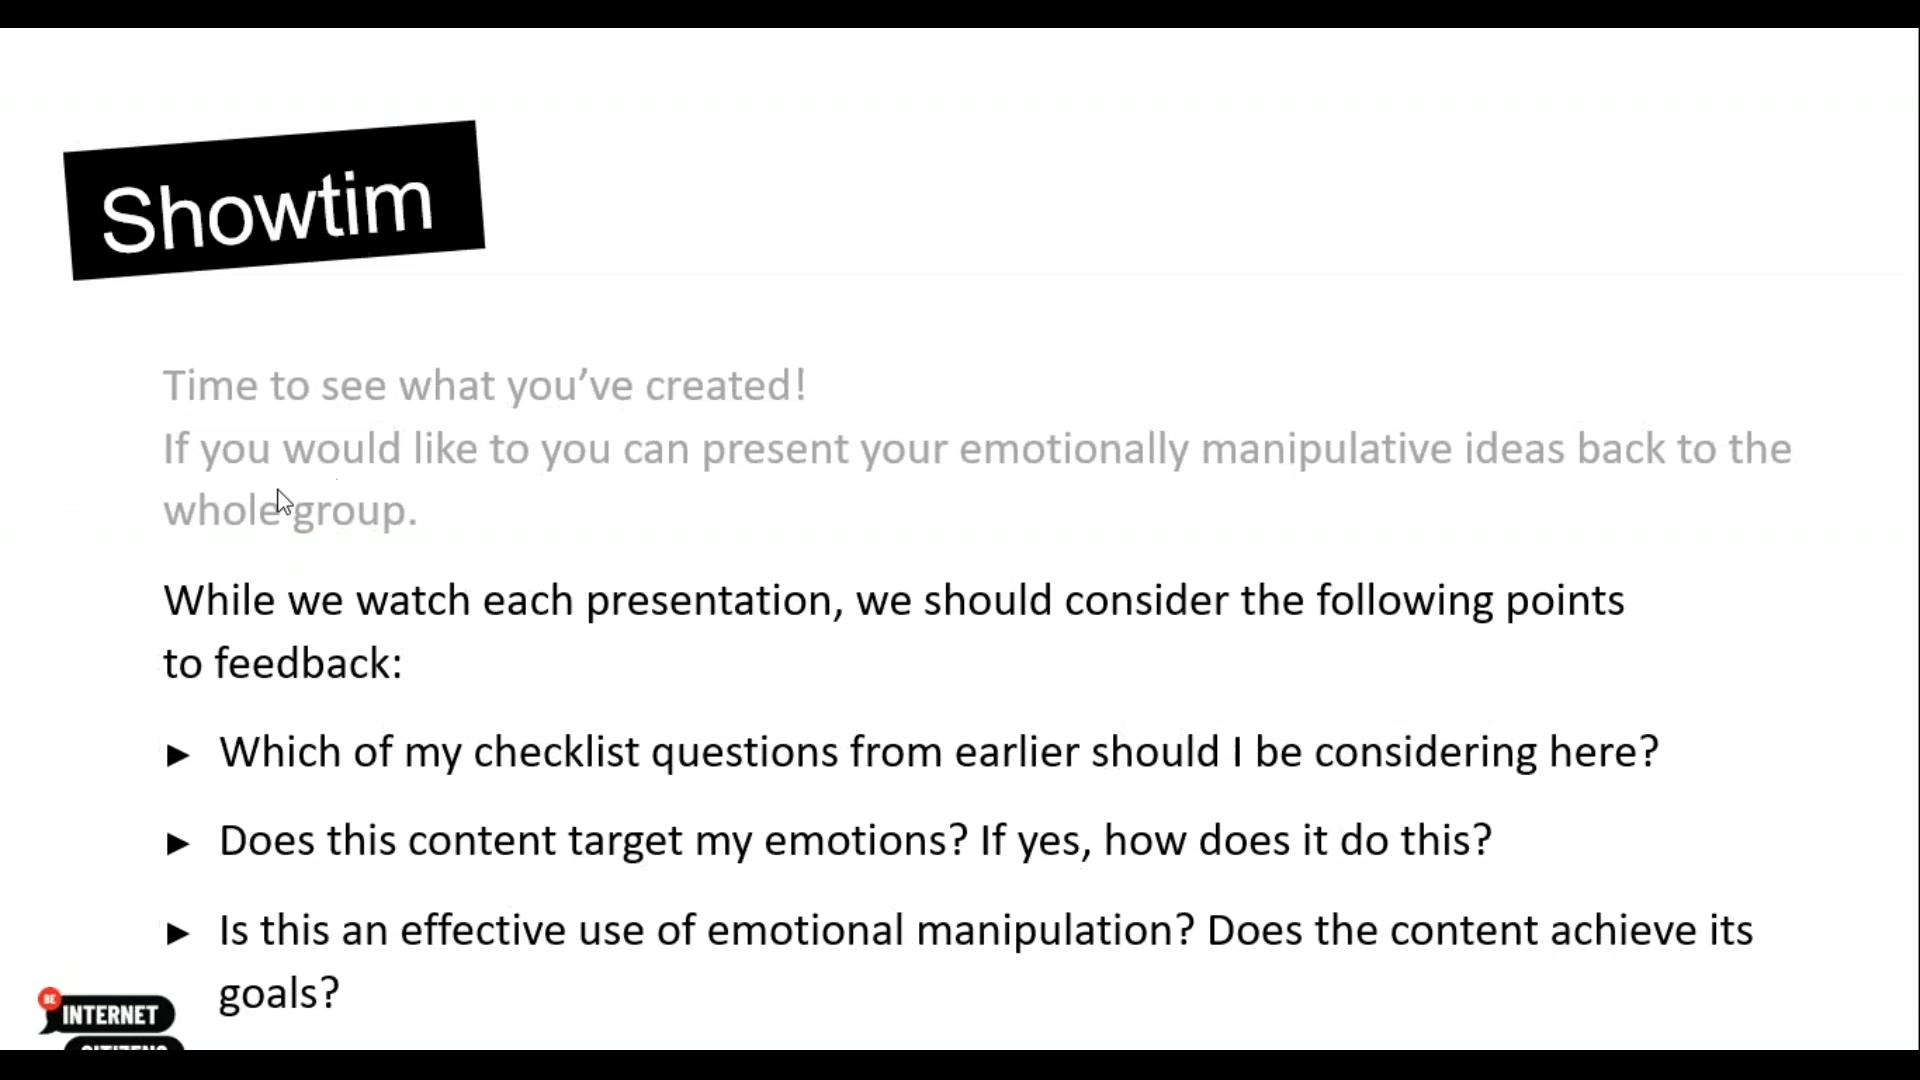 Showtim
Time to see what you’ve created!
If you would like to you can present your emotionally manipulative ideas back to the
whole group.
While we watch each presentation, we should consider the following points
to feedback:
► Which of my checklist questions from earlier should I be considering here?
► Does this content target my emotions? If yes, how does it do this?
► Is this an effective use of emotional manipulation? Does the content achieve its
goals?
BE
INTERNET
CITIZENS